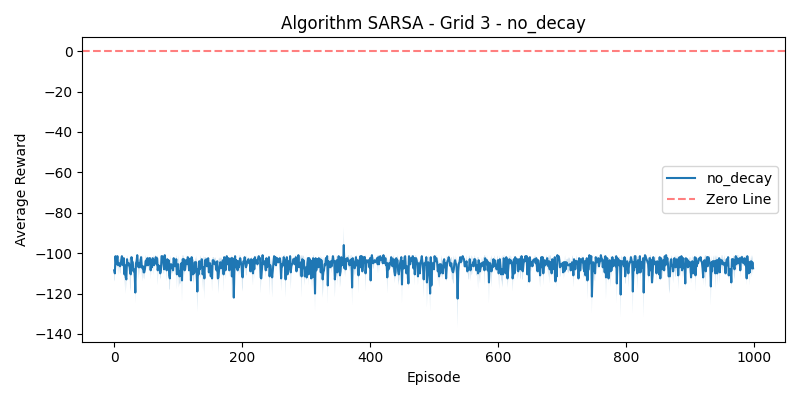 Algorithm SARSA - Grid 3 - no_decay
Average Reward
0
−20
−40
−60
−80
−100
−120
−140
no_decay
Zero Line
0
200
400
600
800
1000
Episode